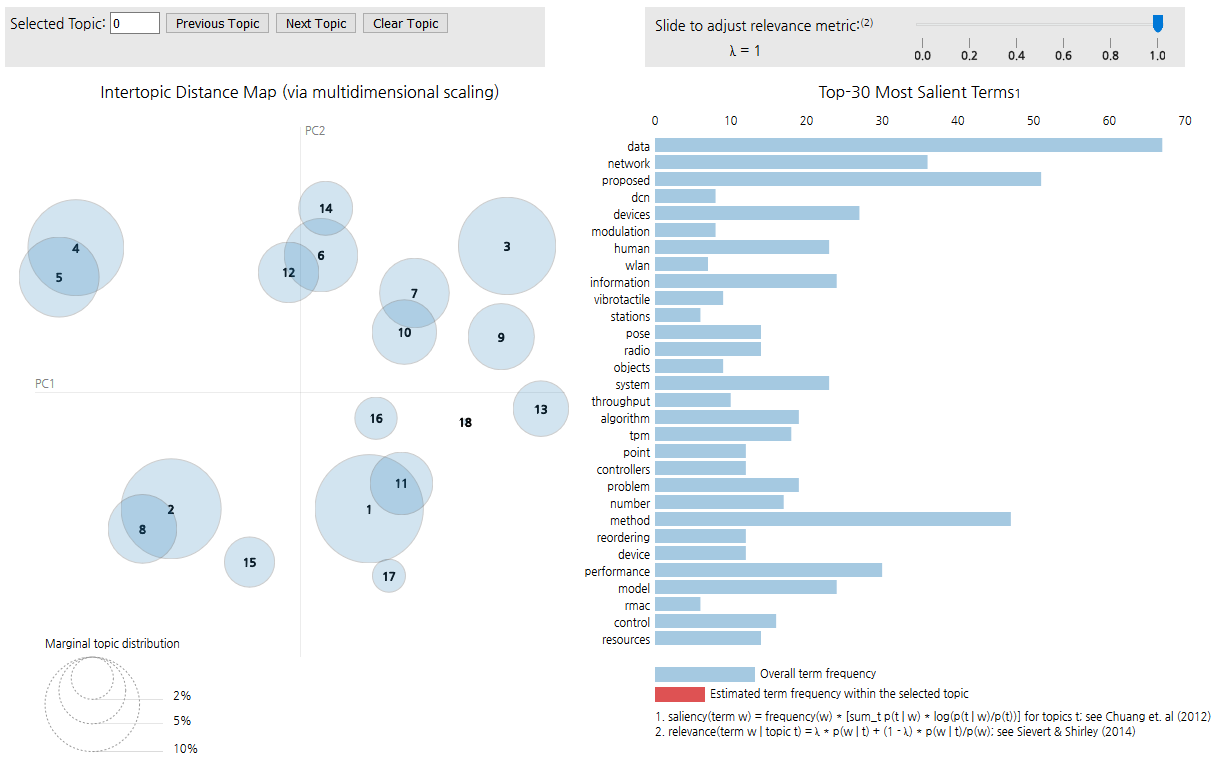 Selected Topic: 0 Previous Topic Next Topic Clear Topic
Slide to adjust relevance metric:(2)
λ = 1
0.0 0.2 0.4 0.6 0.8 1.0
Intertopic Distance Map (via multidimensional scaling)
PC2
PC1
14
4
3
6
12
5
7
10
9
13
16
18
11
2
1
8
15
17
Marginal topic distribution
2%
5%
10%
Top-30 Most Salient Terms1
0 10 20 30 40 50 60 70
data
network
proposed
dcn
devices
modulation
human
wlan
information
vibrotactile
stations
pose
radio
objects
system
throughput
algorithm
tpm
point
controllers
problem
number
method
reordering
device
performance
model
rmac
control
resources
Overall term frequency
Estimated term frequency within the selected topic
1. saliency(term w) = frequency(w) * [sum_t p(t | w) * log(p(t | w)/p(t))] for topics t; see Chuang et. al (2012)
2. relevance(term w | topic t) = λ * p(w | t) + (1 - λ) * p(w | t)/p(w); see Sievert & Shirley (2014)